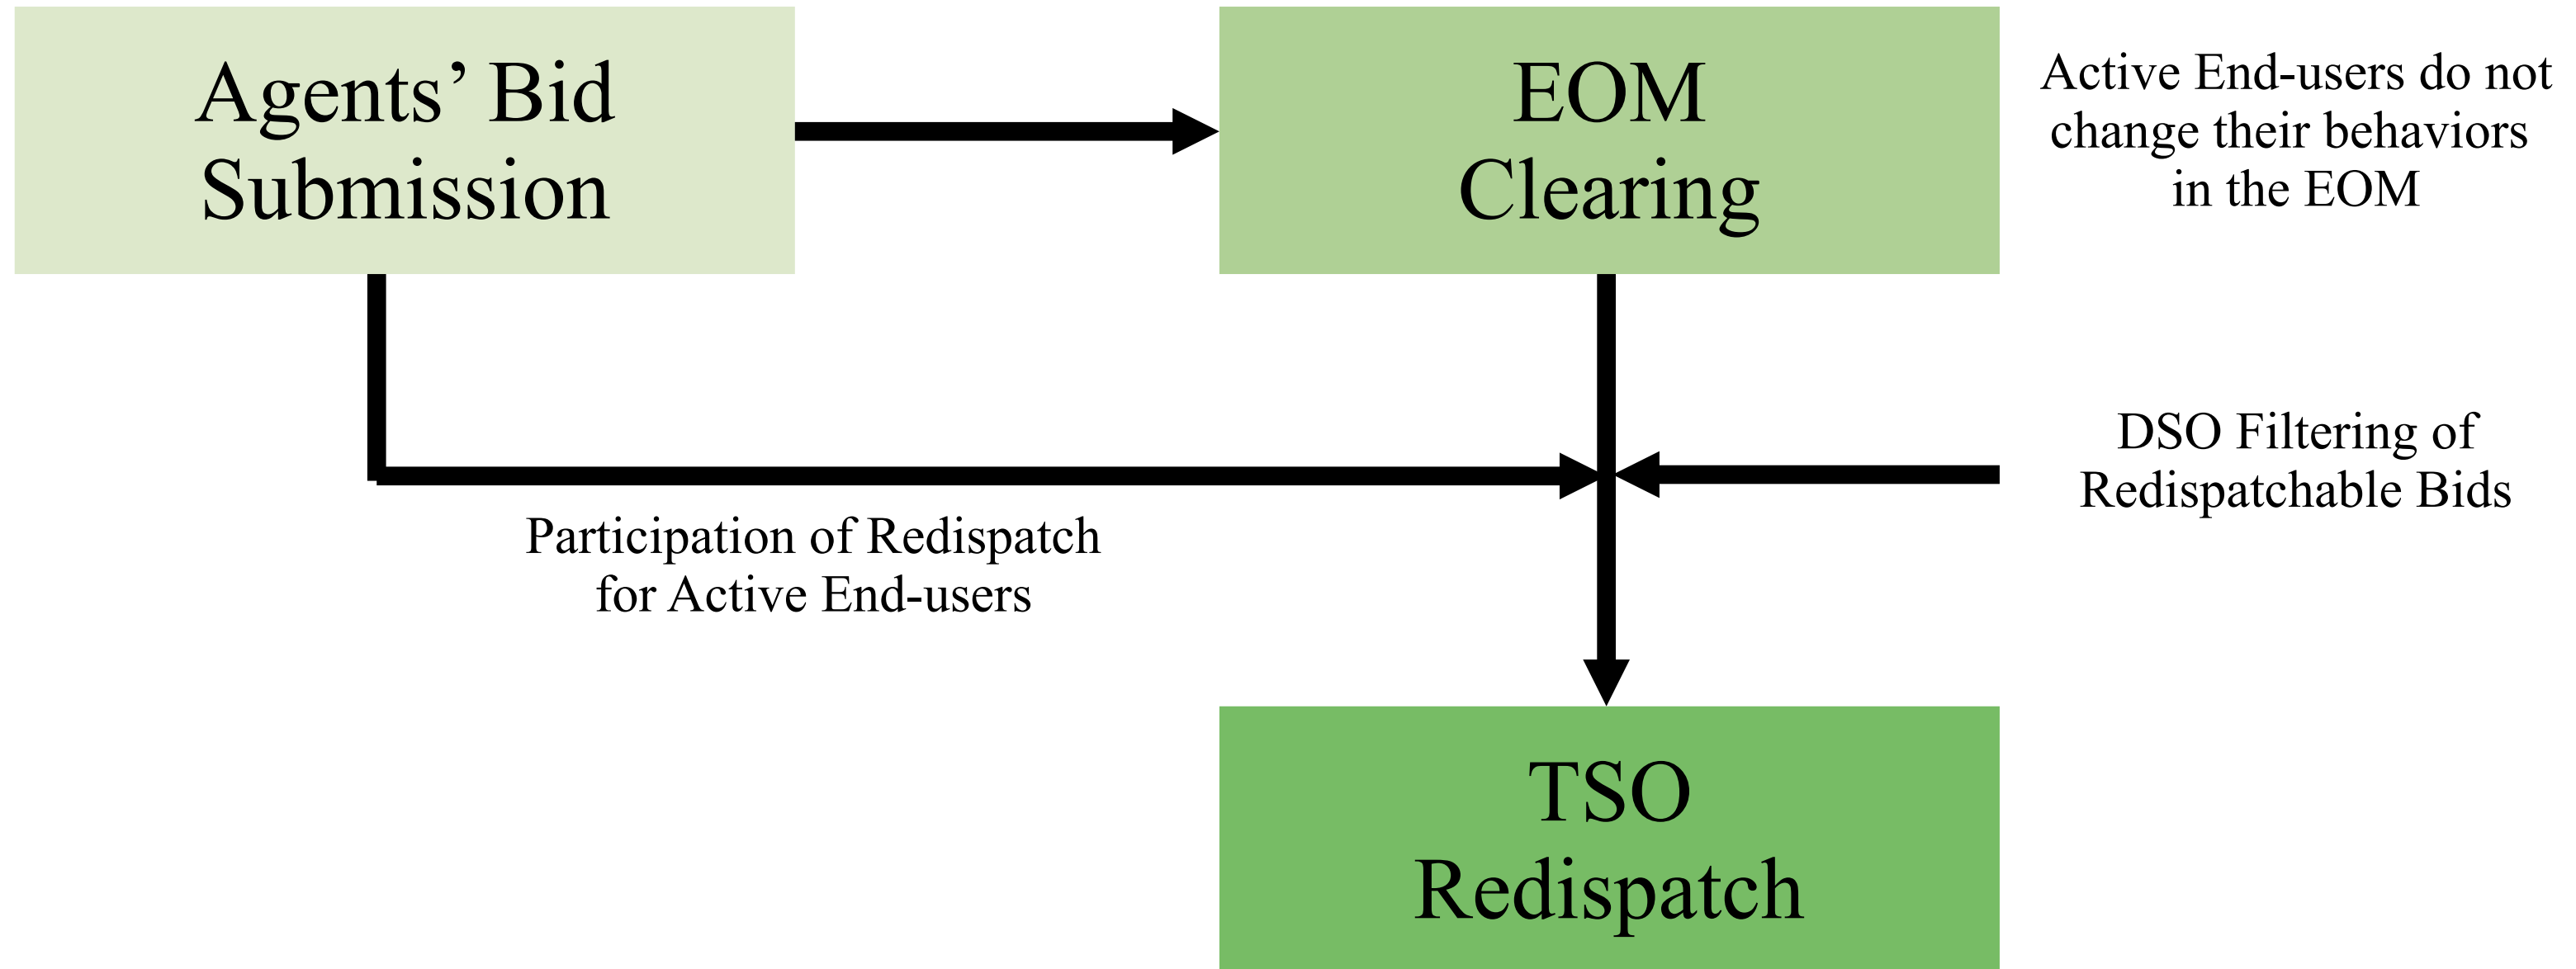 Agents’ Bid
Submission
EOM
Clearing
Active End-users do not
change their behaviors
in the EOM
DSO Filtering of
Redispatchable Bids
Participation of Redispatch
for Active End-users
TSO
Redispatch